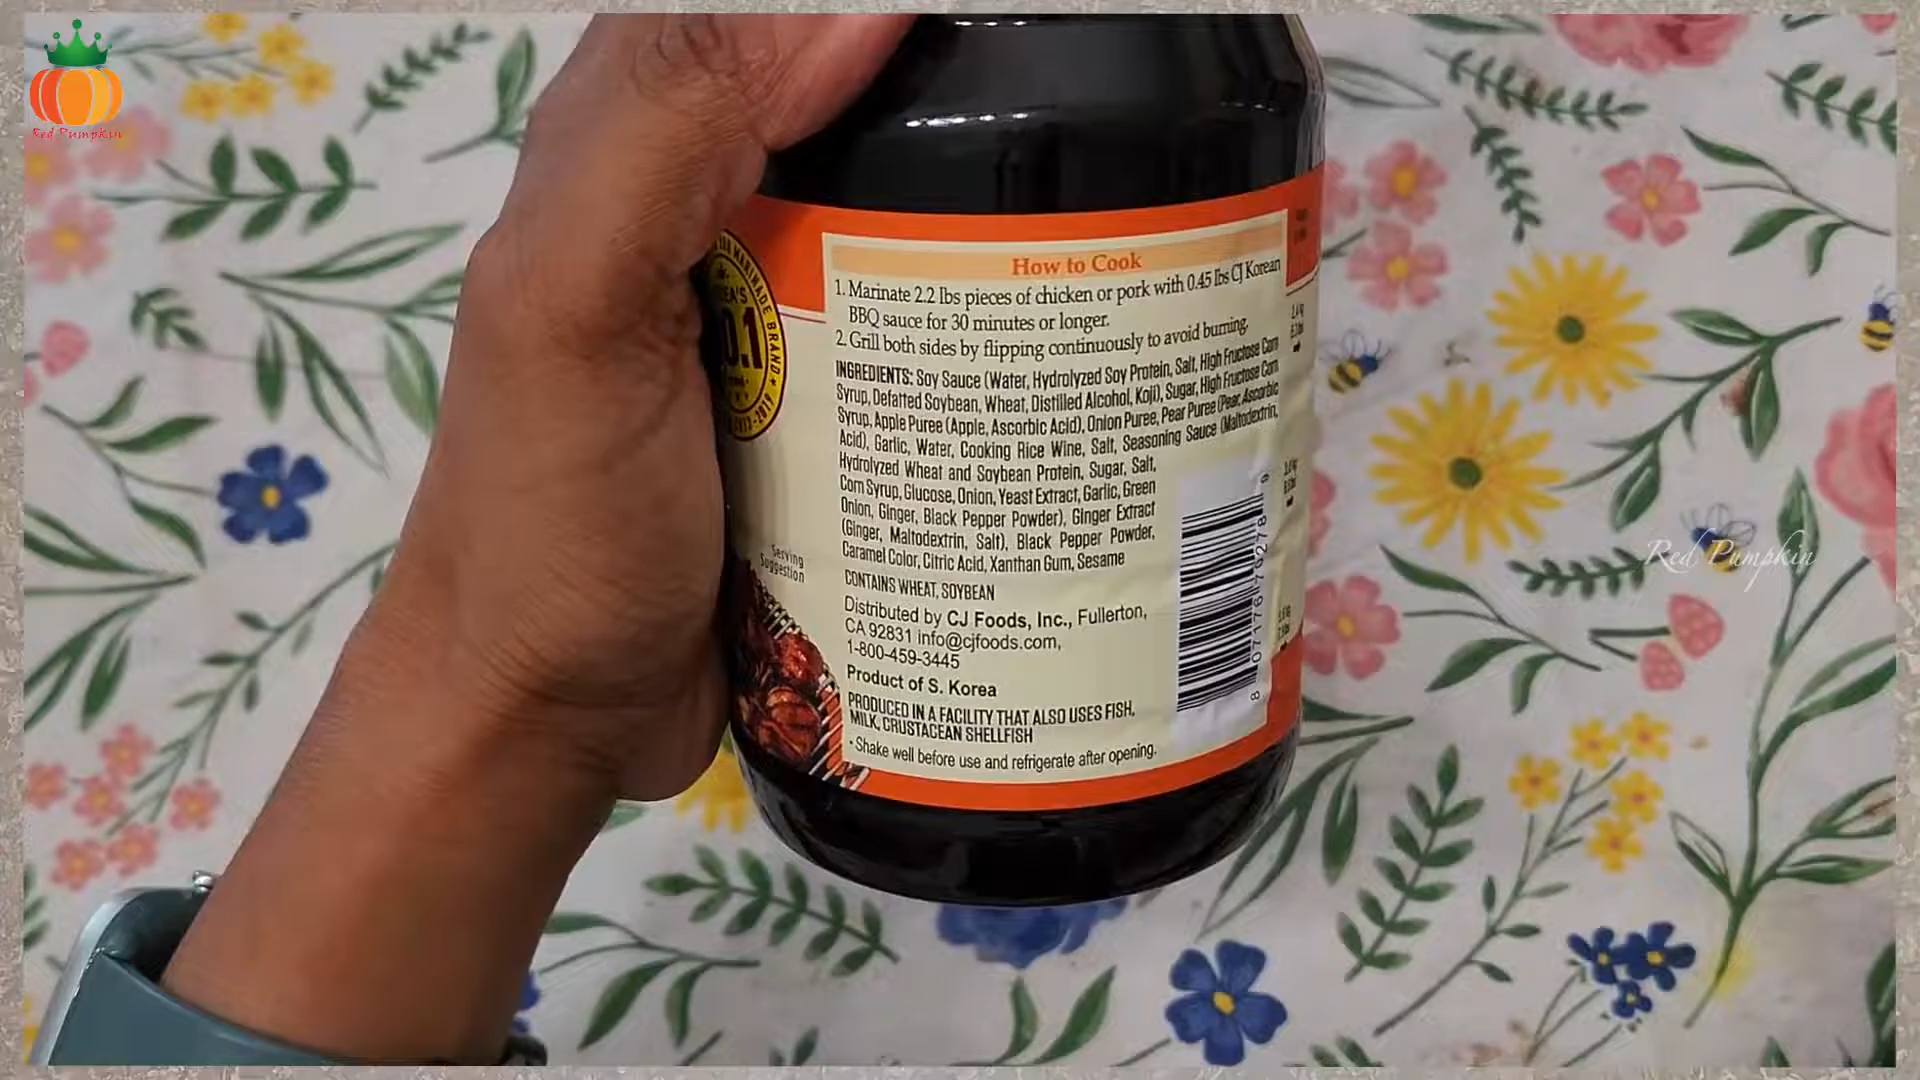 Red Pumpkin
How to Cook
1. Marinate 2.2 lbs pieces of chicken or pork with 0.45 lbs CJ Korean
BBQ sauce for 30 minutes or longer.
2. Grill both sides by flipping continuously to avoid burning.
INGREDIENTS: Soy Sauce (Water, Hydrolyzed Soy Protein, Salt, High Fructose Corn
Syrup, Defatted Soybean, Wheat, Distilled Alcohol, Koji), Sugar, High Fructose Corn
Syrup, Apple Puree (Apple, Ascorbic Acid), Onion Puree, Pear Puree (Pear, Ascorbic
Acid), Garlic, Water, Cooking Rice Wine, Salt, Seasoning Sauce (Maltodextrin,
Hydrolyzed Wheat and Soybean Protein, Sugar, Salt,
Corn Syrup, Glucose, Onion, Yeast Extract, Garlic, Green
Onion, Ginger, Black Pepper Powder), Ginger Extract
(Ginger, Maltodextrin, Salt), Black Pepper Powder,
Caramel Color, Citric Acid, Xanthan Gum, Sesame
CONTAINS WHEAT, SOYBEAN
Distributed by CJ Foods, Inc., Fullerton,
CA 92831 info@cjfoods.com,
1-800-459-3445
Product of S. Korea
PRODUCED IN A FACILITY THAT ALSO USES FISH,
MILK, CRUSTACEAN SHELLFISH
• Shake well before use and refrigerate after opening.
MARINADE BRAND
Serving
Suggestion
8 07176 76278 9
Red Pumpkin